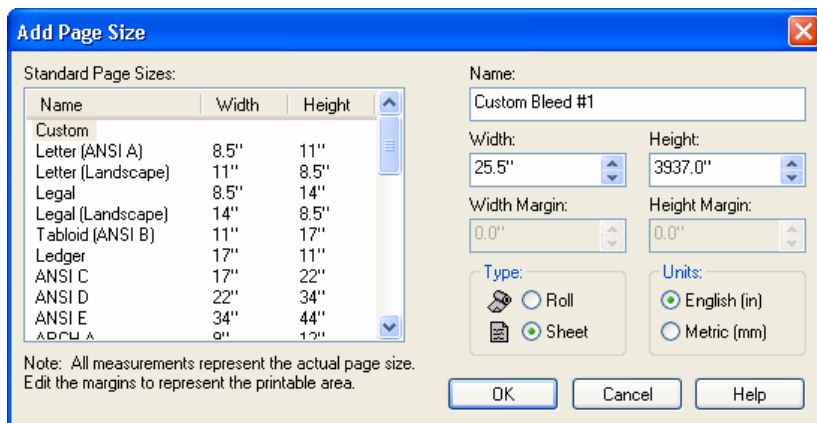 Add Page Size
Standard Page Sizes:
Name Width Height
Custom
Letter (ANSI A) 8.5" 11"
Letter (Landscape) 11" 8.5"
Legal 8.5" 14"
Legal (Landscape) 14" 8.5"
Tabloid (ANSI B) 11" 17"
Ledger 17" 11"
ANSI C 17" 22"
ANSI D 22" 34"
ANSI E 34" 44"
ARCH A 9" 12"
Note: All measurements represent the actual page size.
Edit the margins to represent the printable area.
Name:
Custom Bleed #1
Width: Height:
25.5" 3937.0"
Width Margin: Height Margin:
0.0" 0.0"
Type: Units:
Roll English (in)
Sheet Metric (mm)
OK Cancel Help